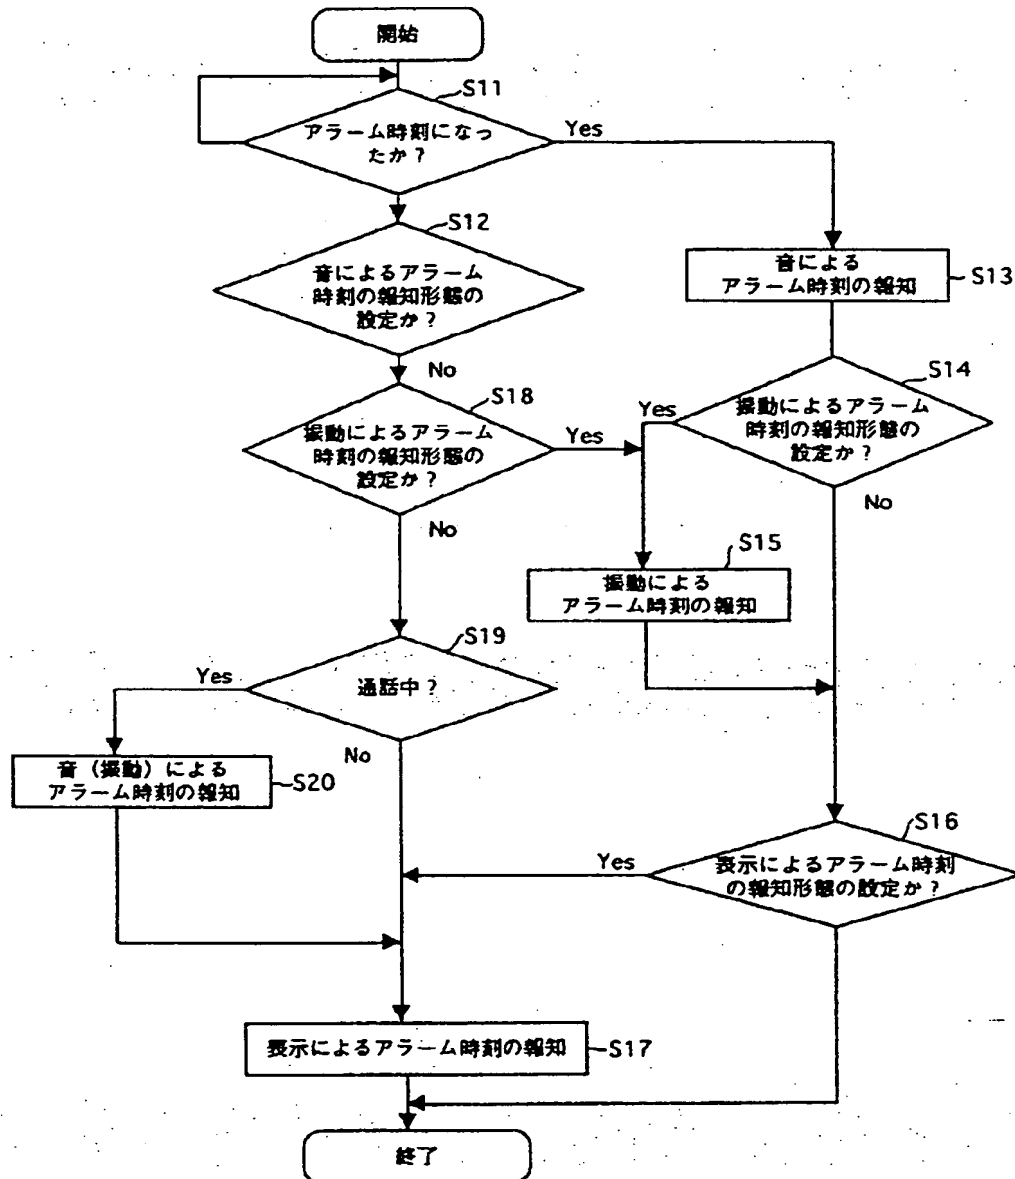 開始
S11
アラーム時刻になっ
たか?
Yes
S12
音によるアラーム
時刻の報知形態の
設定か?
No
音による
アラーム時刻の報知
S13
S14
振動によるアラーム
時刻の報知形態の
設定か?
Yes
No
S18
振動によるアラーム
時刻の報知形態の
設定か?
Yes
No
S15
振動による
アラーム時刻の報知
S19
通話中?
Yes
No
音(振動)による
アラーム時刻の報知
S20
S16
表示によるアラーム時刻
の報知形態の設定か?
Yes
表示によるアラーム時刻の報知
S17
終了